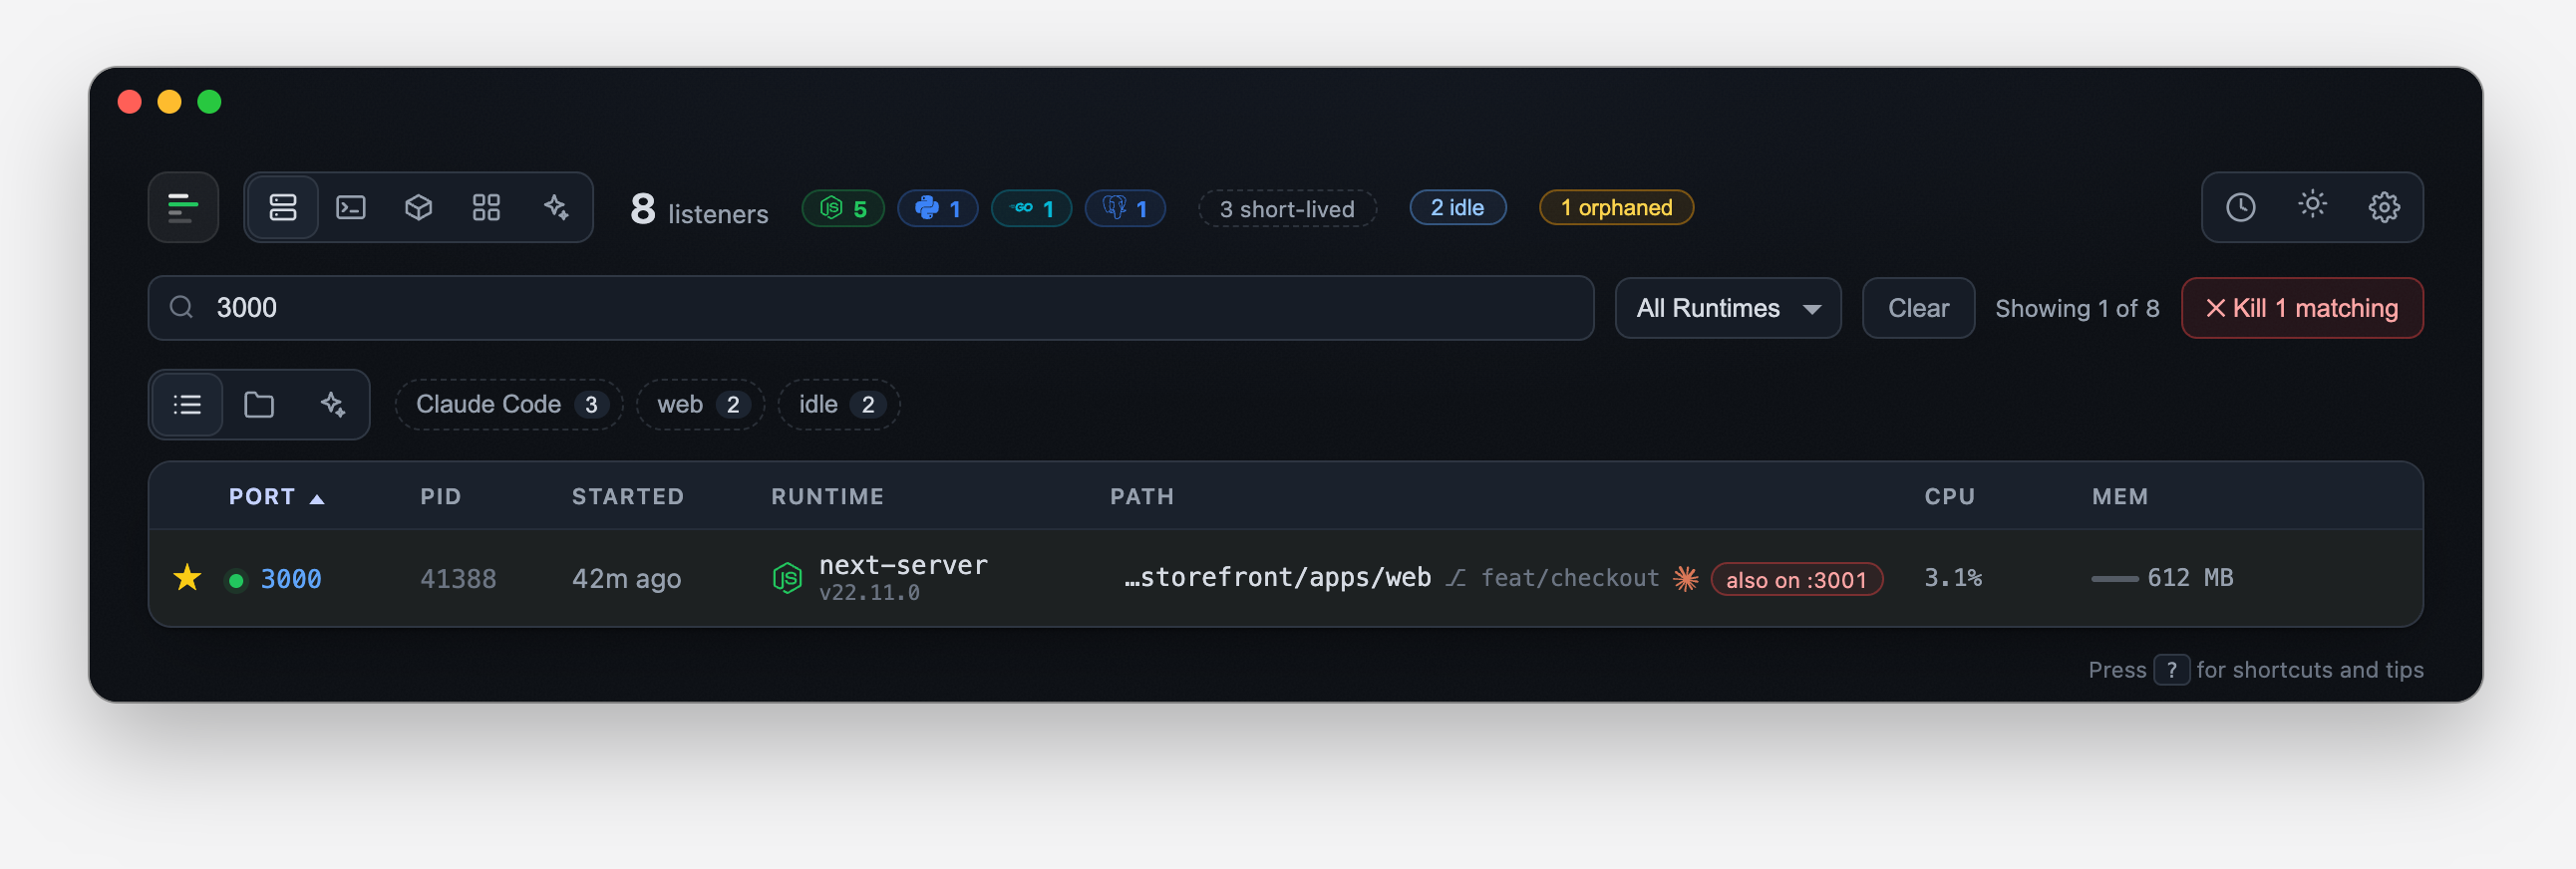 8 listeners 5 1 GO 1 1 3 short-lived 2 idle 1 orphaned
3000 All Runtimes Clear Showing 1 of 8 Kill 1 matching
Claude Code 3 web 2 idle 2
PORT PID STARTED RUNTIME PATH CPU MEM
3000 41388 42m ago next-server …storefront/apps/web feat/checkout also on :3001 3.1% 612 MB
v22.11.0
Press ? for shortcuts and tips